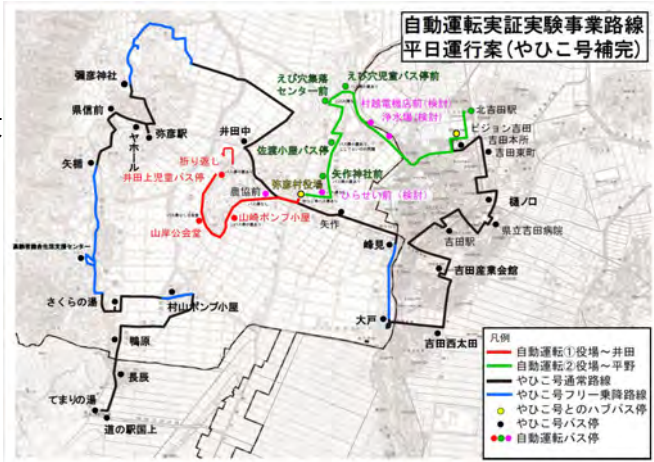 自動運転実証実験事業路線
平日運行案(やひこ号補完)
彌彦神社
県信前
ヤホール
弥彦駅
矢楯
井田中
折り返し
井田上児童バス停
農協前
弥彦村役場
山岸公会堂
山崎ポンプ小屋
えび穴集落
センター前
えび穴児童バス停前
村越電機店前(検討)
浄水場(検討)
佐渡小屋バス停
矢作神社前
ひらせい前(検討)
矢作
北吉田駅
ビジョン吉田
吉田本所
吉田東町
樋ノ口
県立吉田病院
吉田駅
峰見
吉田産業会館
大戸
吉田西太田
さくらの湯
村山ポンプ小屋
鴨原
長辰
てまりの湯
道の駅国上
凡例
自動運転①役場～井田
自動運転②役場～平野
やひこ号通常路線
やひこ号フリー乗降路線
やひこ号とのハブバス停
やひこ号バス停
自動運転バス停